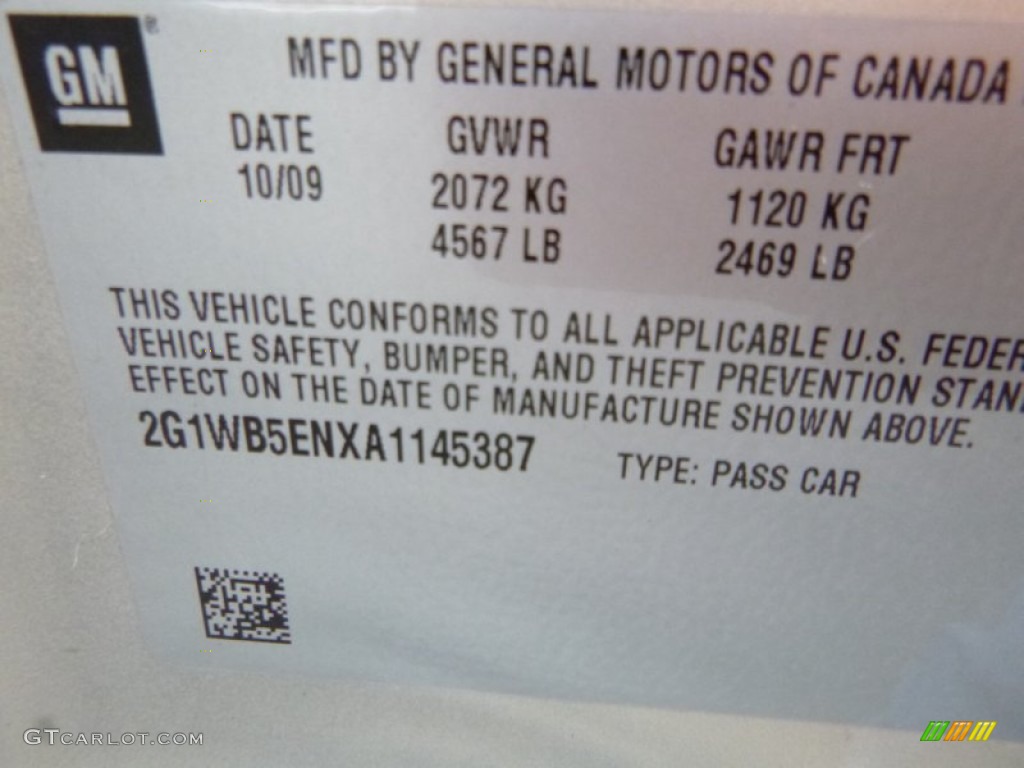 GM®
MFD BY GENERAL MOTORS OF CANADA
DATE GVWR GAWR FRT
10/09 2072 KG 1120 KG
4567 LB 2469 LB
THIS VEHICLE CONFORMS TO ALL APPLICABLE U.S. FEDER
VEHICLE SAFETY, BUMPER, AND THEFT PREVENTION STAN
EFFECT ON THE DATE OF MANUFACTURE SHOWN ABOVE.
2G1WB5ENXA1145387 TYPE: PASS CAR
GTCARLOT.COM